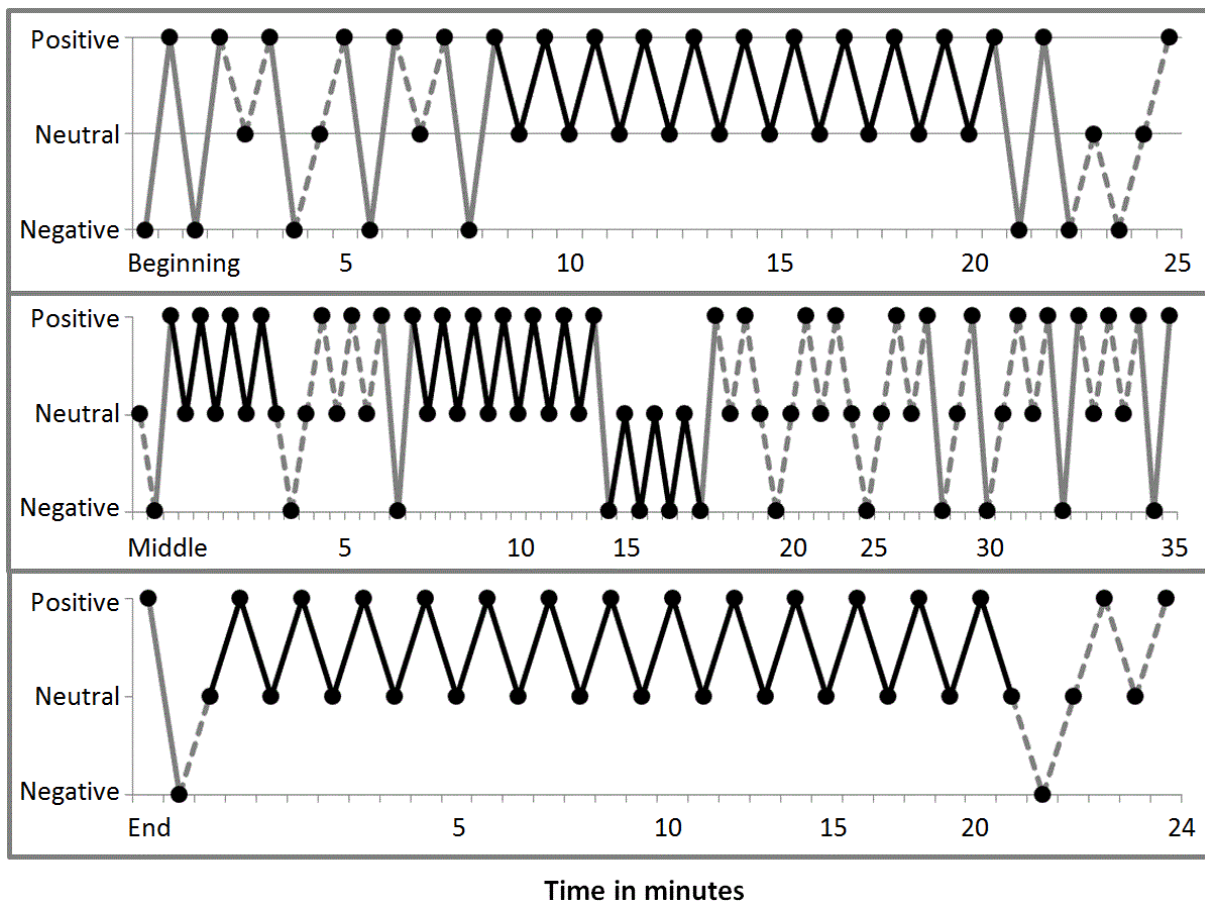 Positive
Neutral
Negative
Beginning 5 10 15 20 25
Positive
Neutral
Negative
Middle 5 10 15 20 25 30 35
Positive
Neutral
Negative
End 5 10 15 20 24
Time in minutes